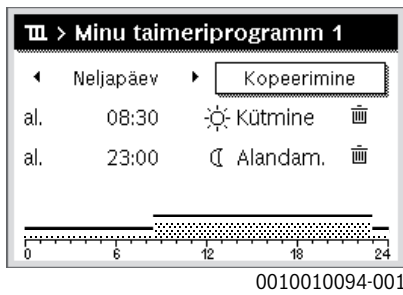 > Minu taimeriprogramm 1
Neljapäev Kopeerimine
al. 08:30 Kütmine
al. 23:00 Alandam.
0 6 12 18 24
0010010094-001